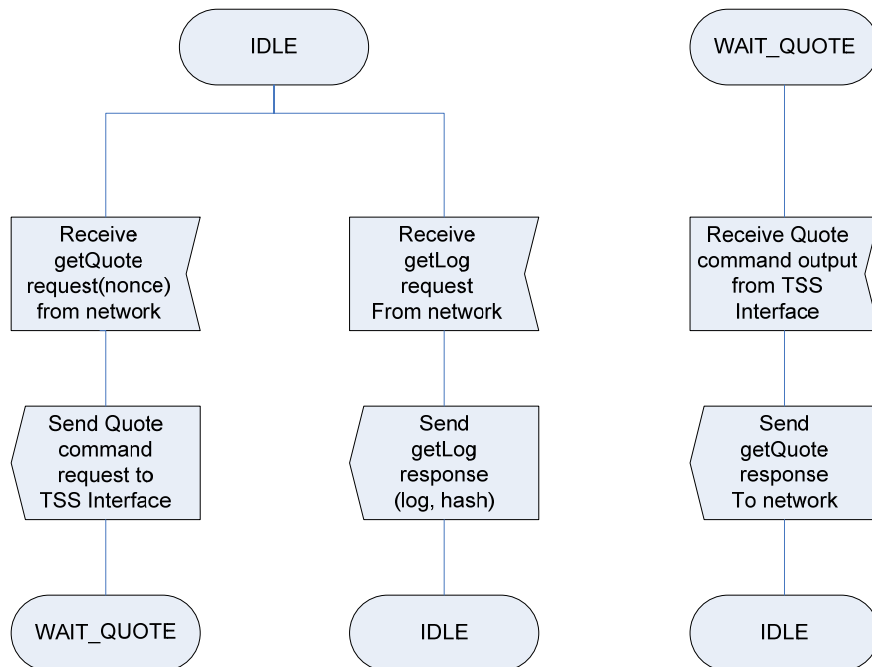 IDLE
WAIT_QUOTE
Receive
getQuote
request(nonce)
from network
Receive
getLog
request
From network
Receive Quote
command output
from TSS
Interface
Send Quote
command
request to
TSS Interface
Send
getLog
response
(log, hash)
Send
getQuote
response
To network
WAIT_QUOTE
IDLE
IDLE